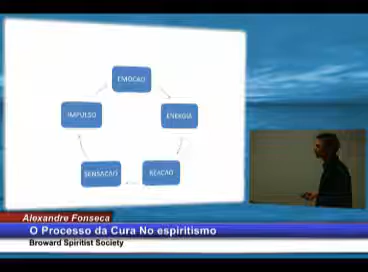 EMOCAO
IMPULSO
ENERGIA
SENSACAO
REACAO
Alexandre Fonseca
O Processo da Cura No espiritismo
Broward Spiritist Society